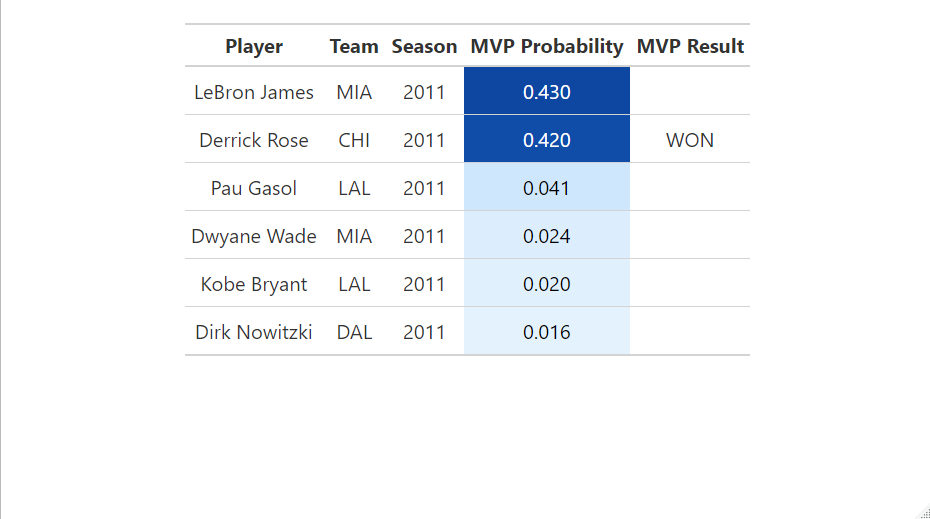 Player Team Season MVP Probability MVP Result
LeBron James MIA 2011 0.430
Derrick Rose CHI 2011 0.420 WON
Pau Gasol LAL 2011 0.041
Dwyane Wade MIA 2011 0.024
Kobe Bryant LAL 2011 0.020
Dirk Nowitzki DAL 2011 0.016